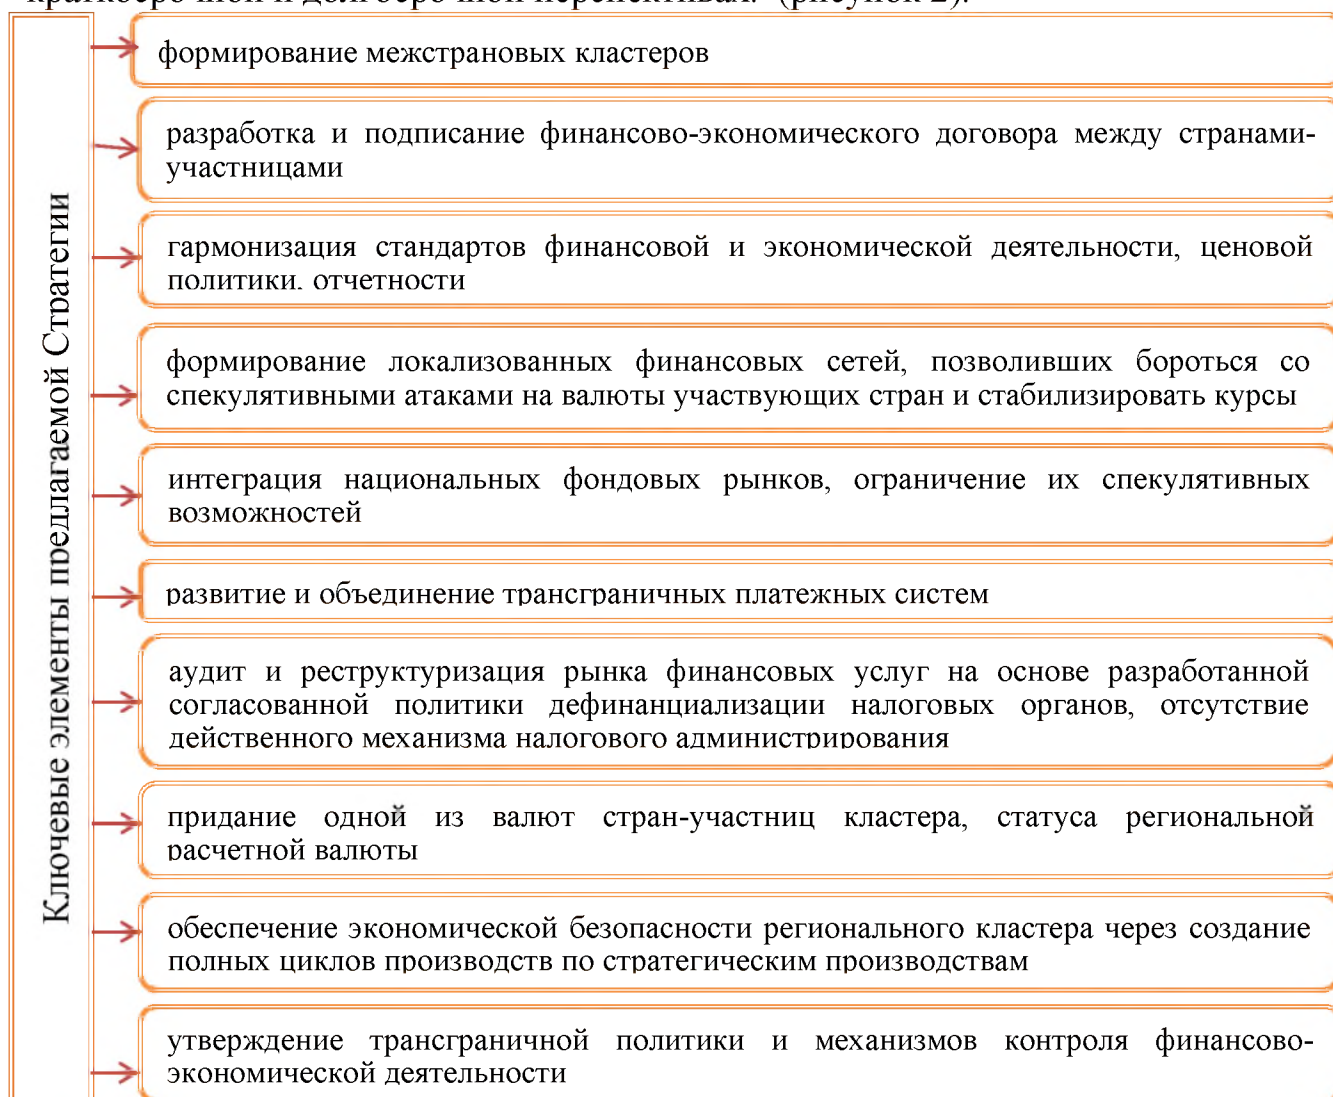 краткосрочной и долгосрочной перспективах." (рисунок 2).
Ключевые элементы предлагаемой Стратегии
формирование межстрановых кластеров
разработка и подписание финансово-экономического договора между странами-
участницами
гармонизация стандартов финансовой и экономической деятельности, ценовой
политики. отчетности
формирование локализованных финансовых сетей, позволивших бороться со
спекулятивными атаками на валюты участвующих стран и стабилизировать курсы
интеграция национальных фондовых рынков, ограничение их спекулятивных
возможностей
развитие и объединение трансграничных платежных систем
аудит и реструктуризация рынка финансовых услуг на основе разработанной
согласованной политики дефинанциализации налоговых органов, отсутствие
действенного механизма налогового администрирования
придание одной из валют стран-участниц кластера, статуса региональной
расчетной валюты
обеспечение экономической безопасности регионального кластера через создание
полных циклов производств по стратегическим производствам
утверждение трансграничной политики и механизмов контроля финансово-
экономической деятельности